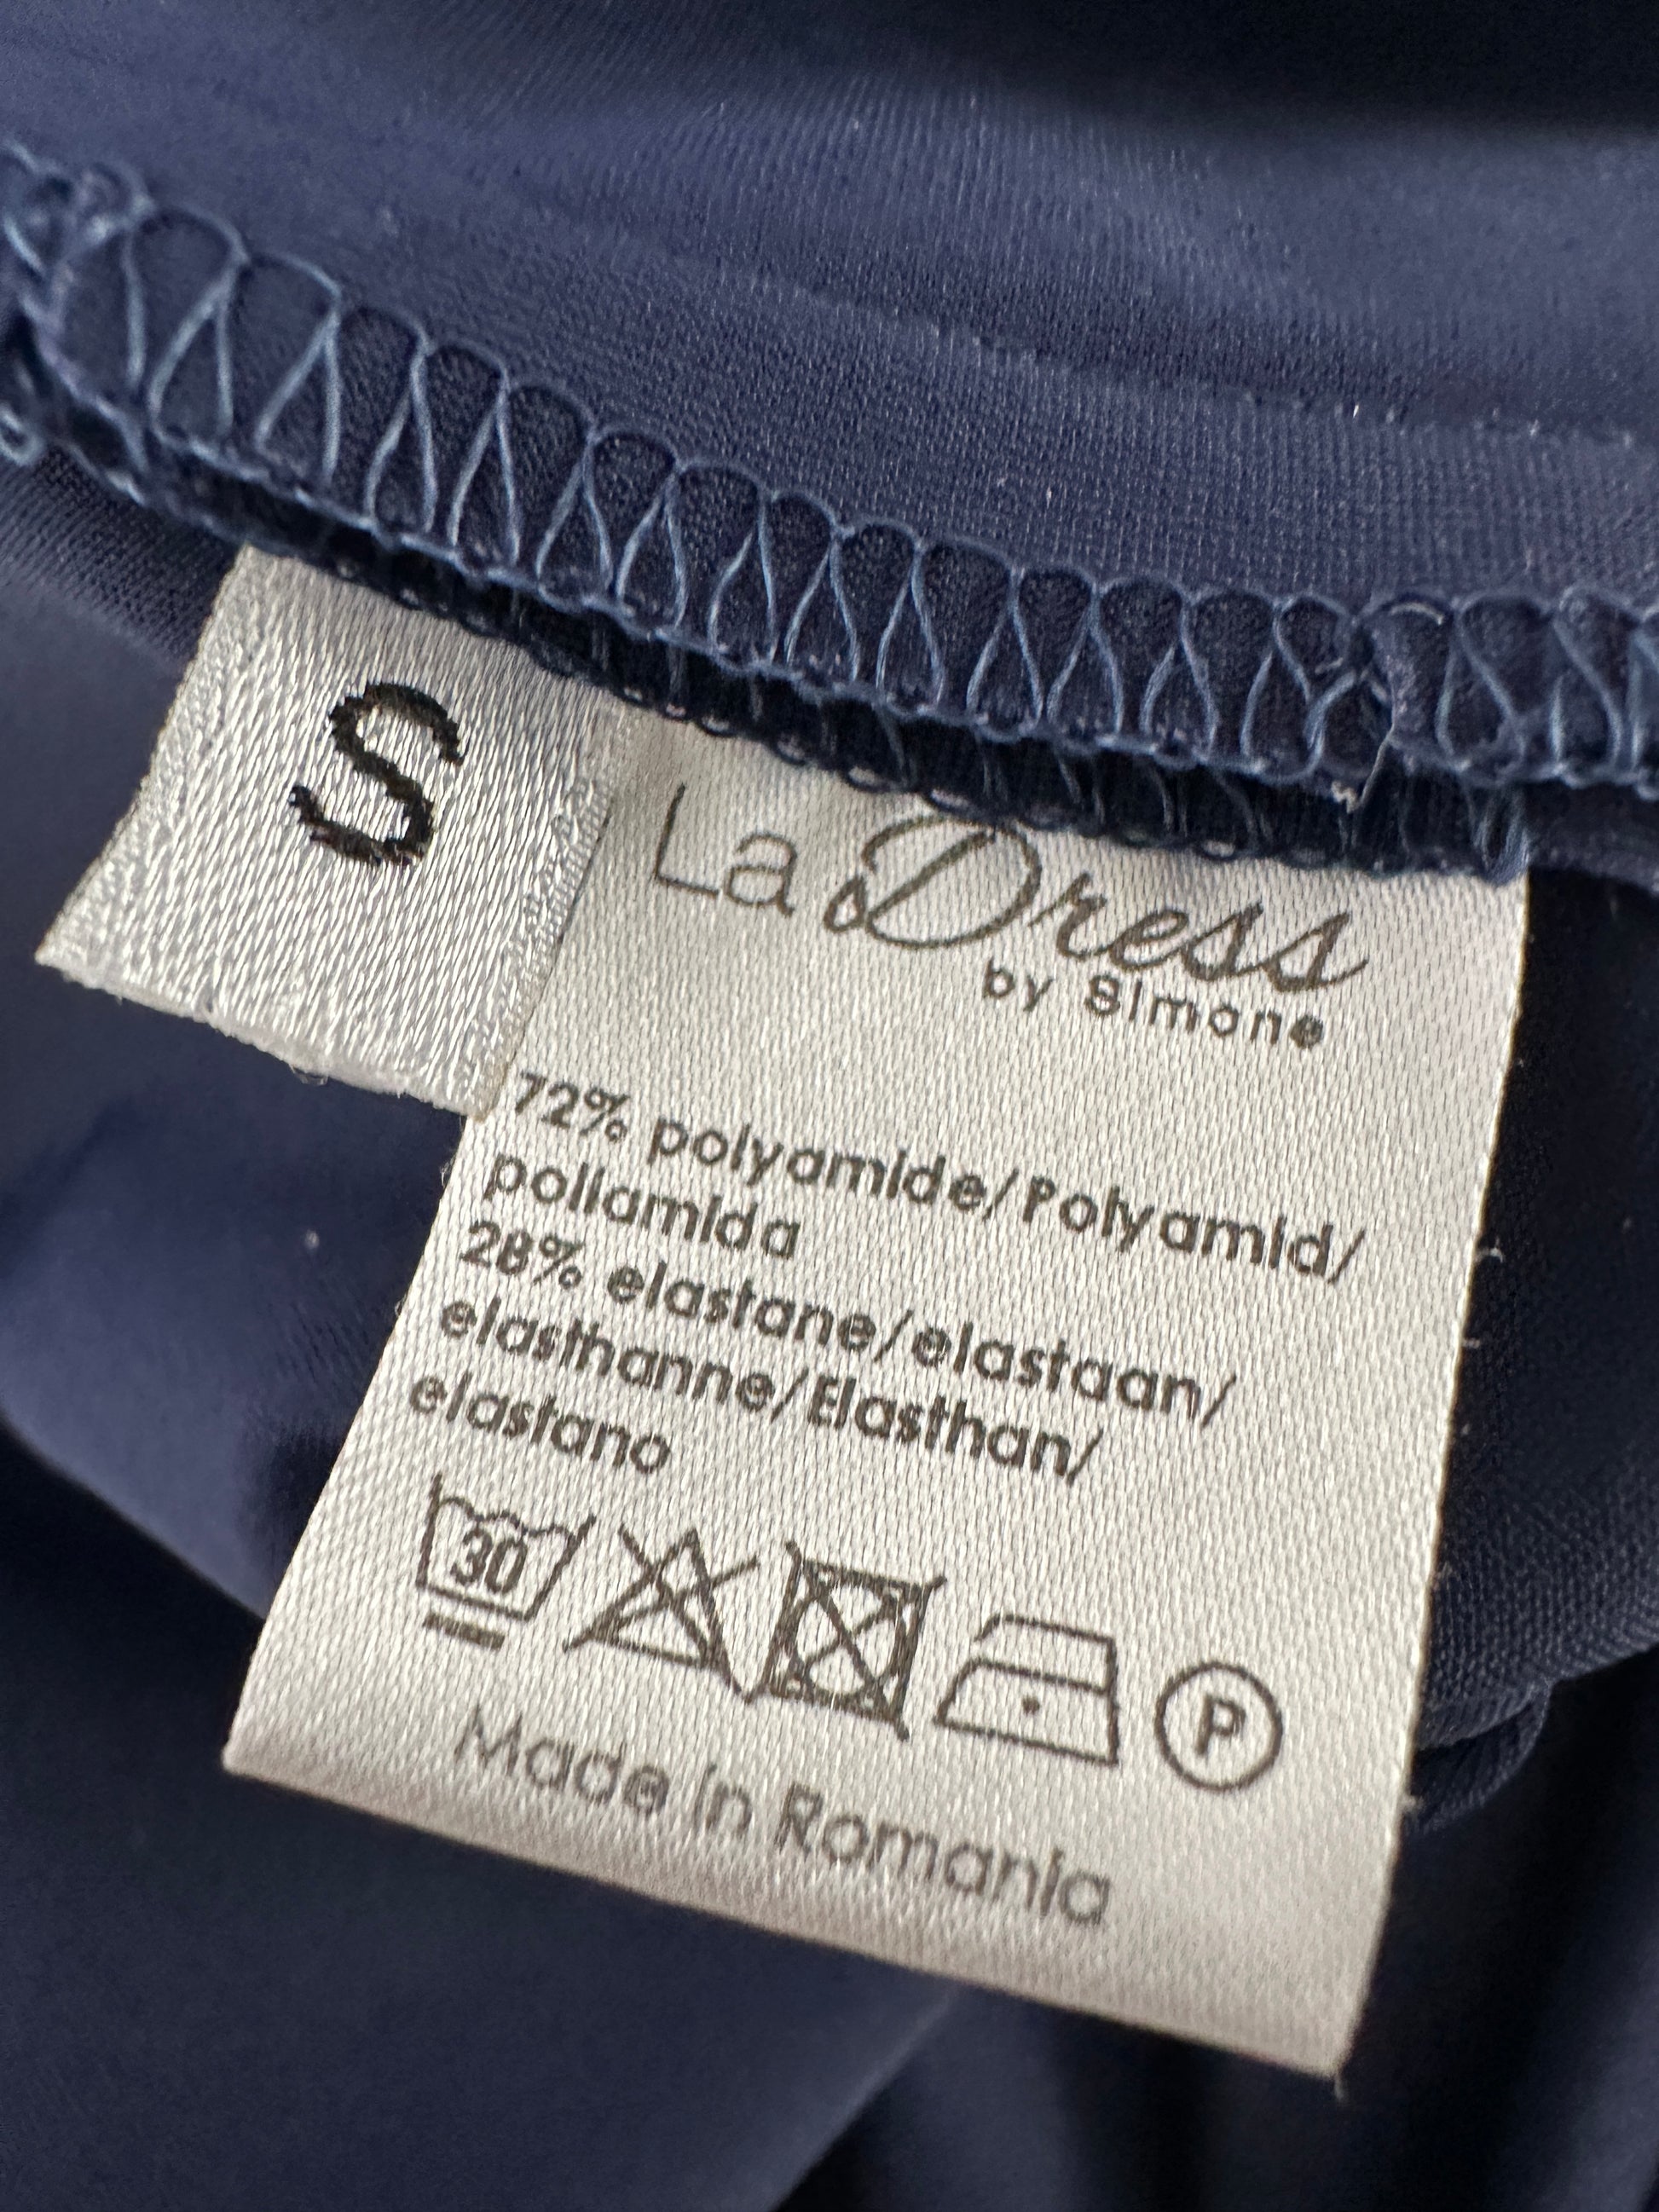 S
La Dress
by Simone
72% polyamide/Polyamid/
poliamida
28% elastane/elastaan/
elasthanne/Elasthan/
elastano
30
P
Made in Romania